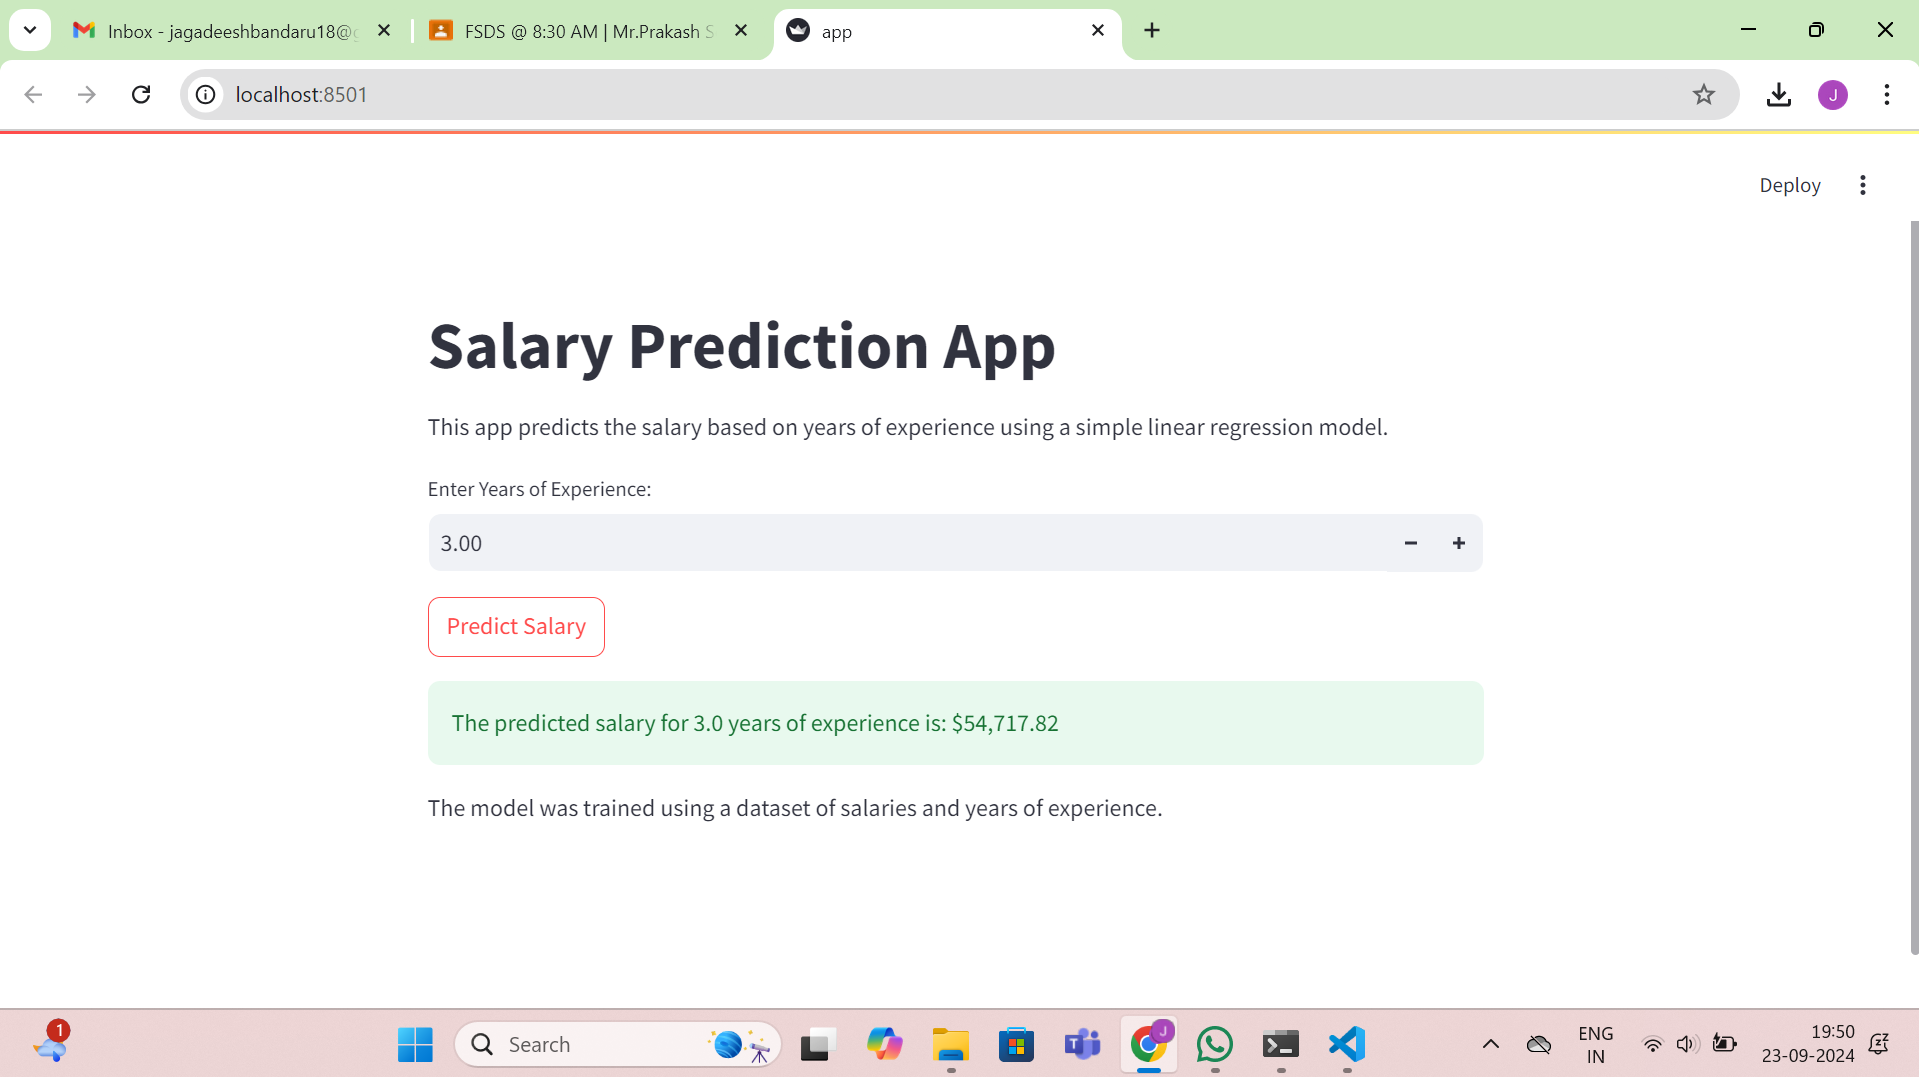 Inbox - jagadeeshbandaru18@
FSDS @ 8:30 AM | Mr.Prakash S
app
localhost:8501
J
Deploy
Salary Prediction App
This app predicts the salary based on years of experience using a simple linear regression model.
Enter Years of Experience:
3.00
Predict Salary
The predicted salary for 3.0 years of experience is: $54,717.82
The model was trained using a dataset of salaries and years of experience.
1
Search
T
J
ENG
IN
19:50
23-09-2024